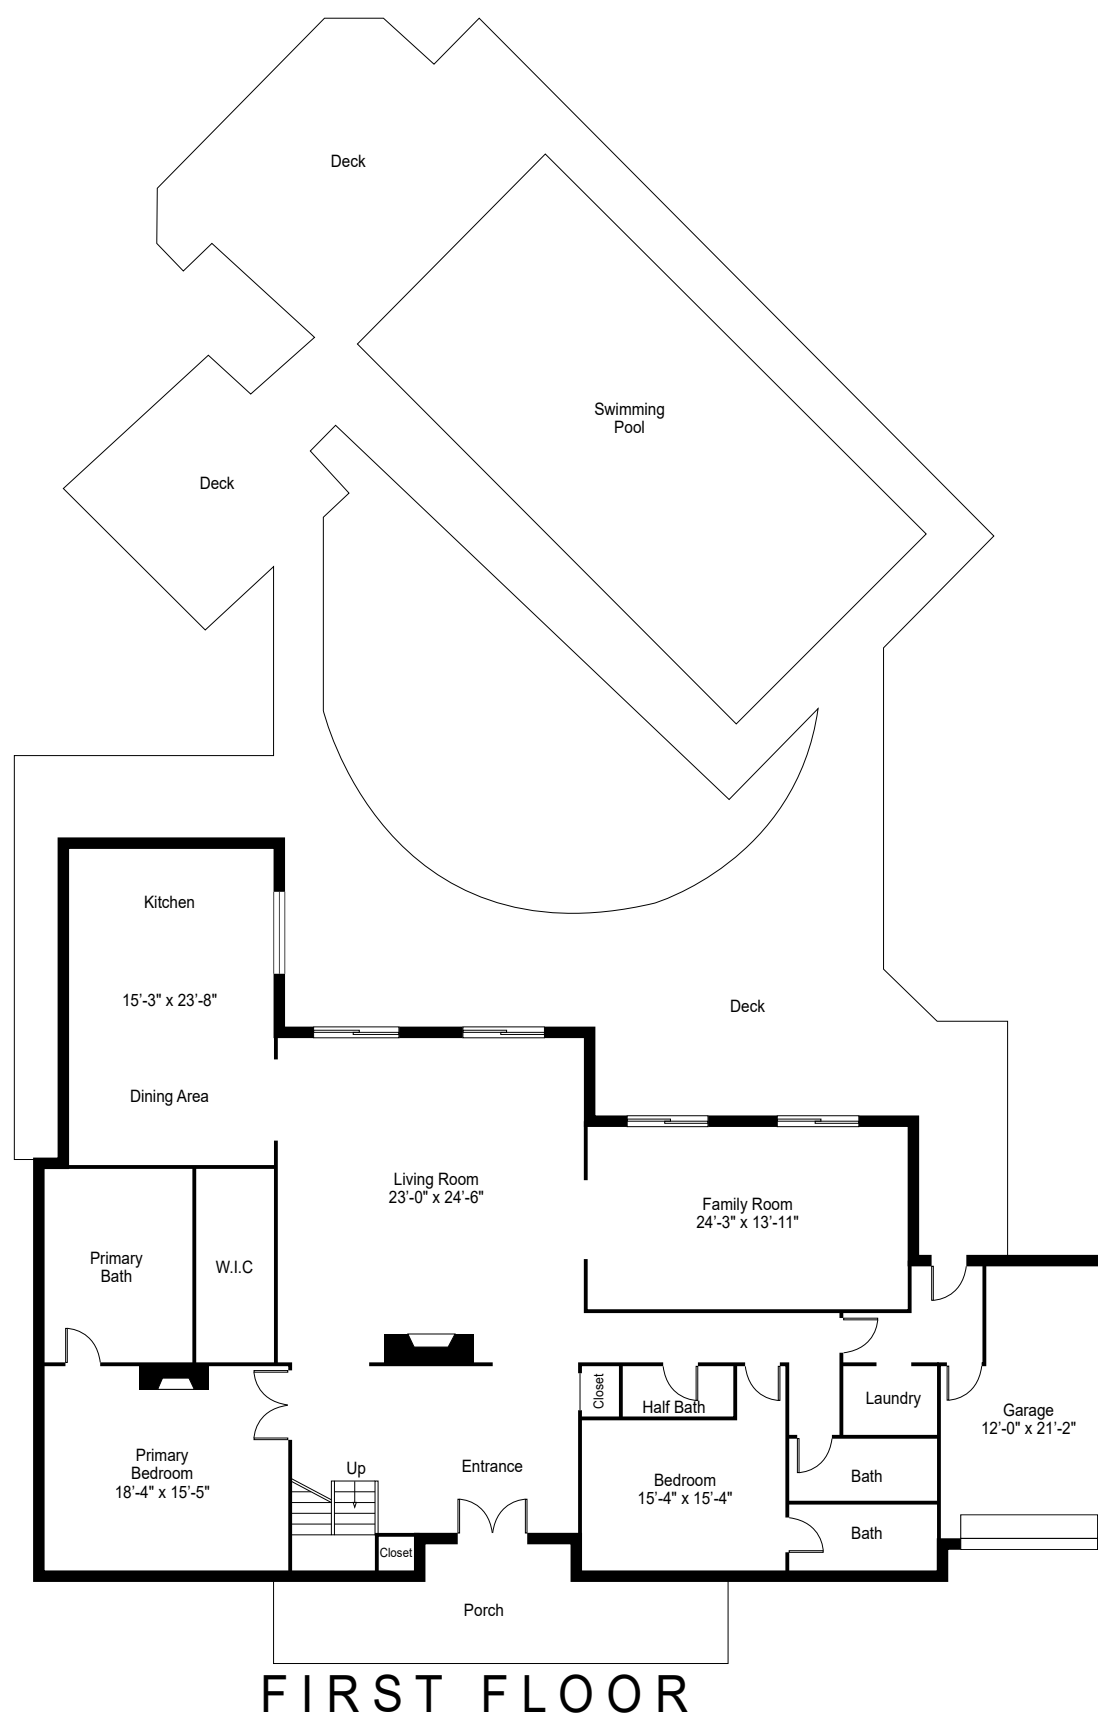 Deck
Swimming
Pool
Deck
Kitchen
15'-3" x 23'-8"
Deck
Dining Area
Living Room
23'-0" x 24'-6"
Family Room
24'-3" x 13'-11"
Primary
Bath
W.I.C
Closet
Half Bath
Laundry
Garage
12'-0" x 21'-2"
Primary
Bedroom
18'-4" x 15'-5"
Up
Entrance
Bedroom
15'-4" x 15'-4"
Bath
Bath
Closet
Porch
FIRST FLOOR